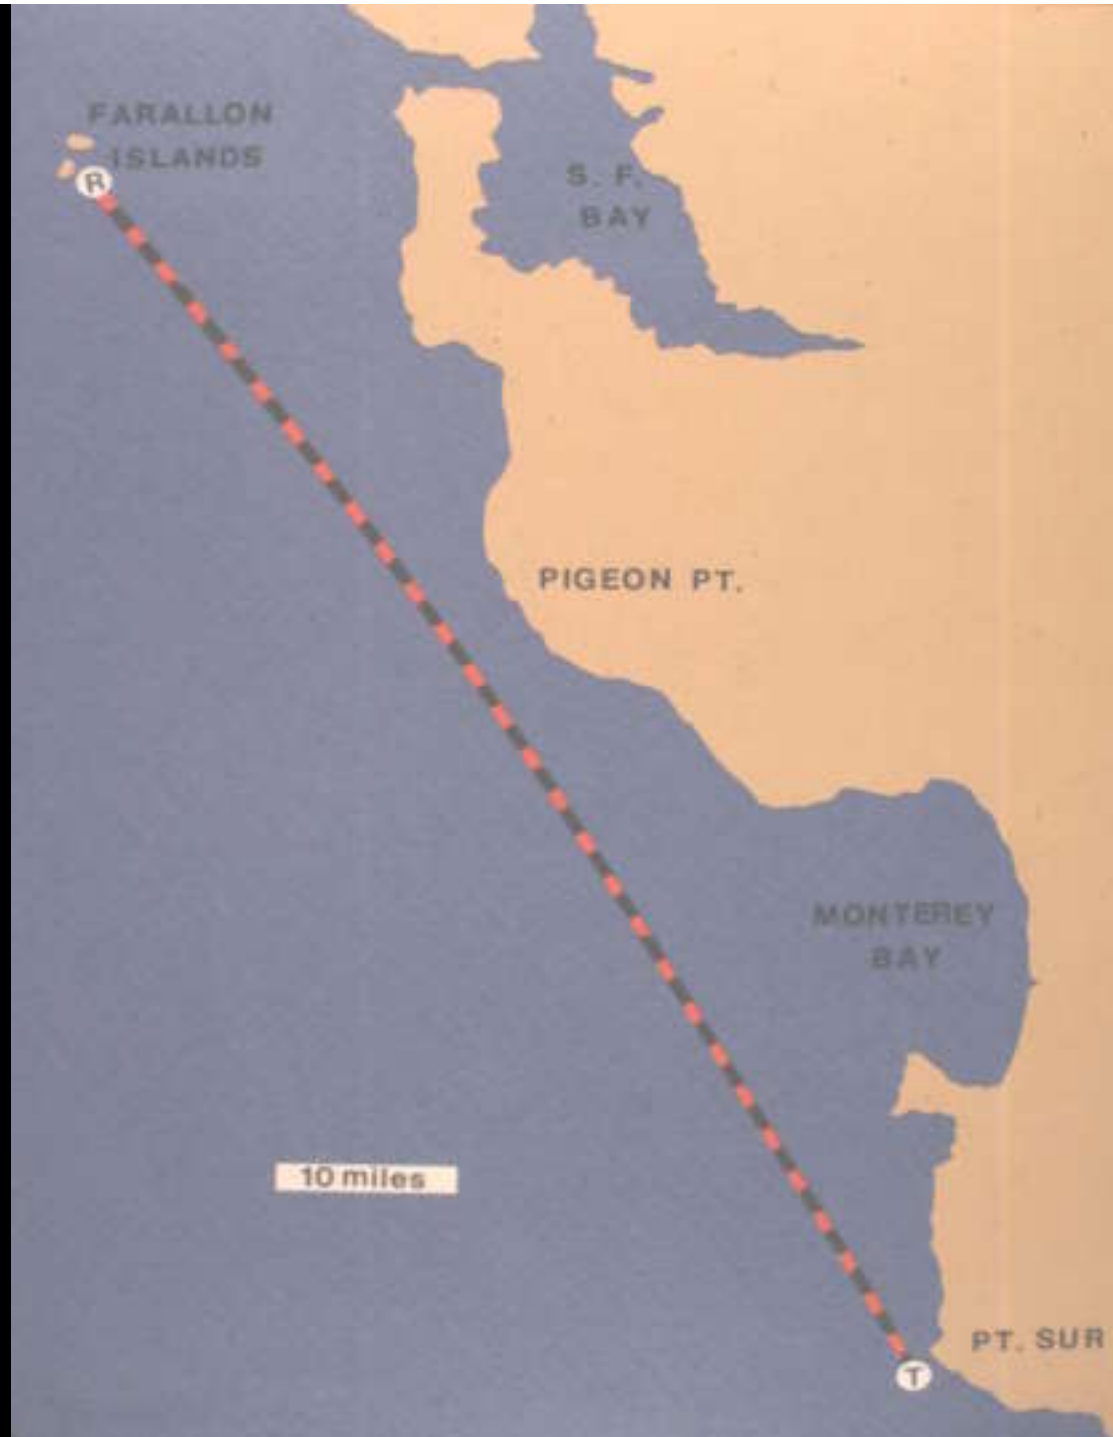 FARALLON
ISLANDS
R
S. F.
BAY
PIGEON PT.
MONTEREY
BAY
10 miles
PT. SUR
T